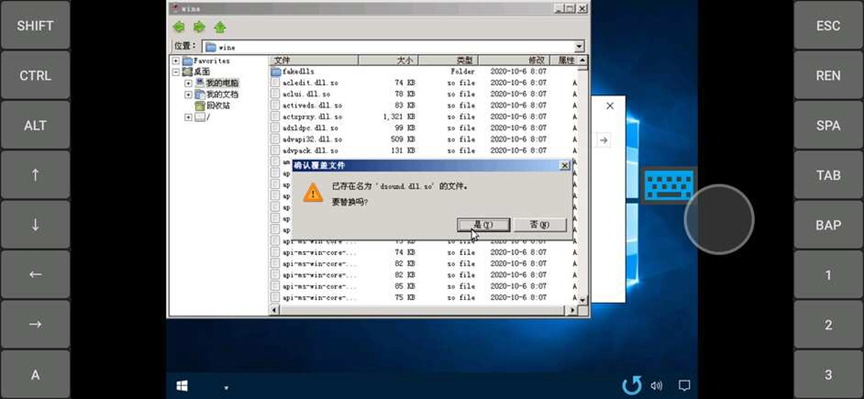 SHIFT
CTRL
ALT
↑
↓
←
→
A
wine
位置：
wine
Favorites
桌面
我的电脑
我的文档
回收站
/
文件 大小 类型 修改 属性
fakedlls Folder 2020-10-6 8:07
acledit.dll.so 74 KB so file 2020-10-6 8:07 A
aclui.dll.so 78 KB so file 2020-10-6 8:07 A
activeds.dll.so 83 KB so file 2020-10-6 8:07 A
actxprxy.dll.so 1,321 KB so file 2020-10-6 8:07 A
adsldpc.dll.so 99 KB so file 2020-10-6 8:07 A
advapi32.dll.so 509 KB so file 2020-10-6 8:07 A
advpack.dll.so 131 KB so file 2020-10-6 8:07 A
确认覆盖文件
已存在名为 'dsound.dll.so' 的文件。
要替换吗?
是(Y) 否(N)
api-ms-win-core-... 74 KB so file 2020-10-6 8:07 A
api-ms-win-core-... 82 KB so file 2020-10-6 8:07 A
api-ms-win-core-... 82 KB so file 2020-10-6 8:07 A
api-ms-win-core-... 85 KB so file 2020-10-6 8:07 A
api-ms-win-core-... 75 KB so file 2020-10-6 8:07 A
ESC
REN
SPA
TAB
BAP
1
2
3